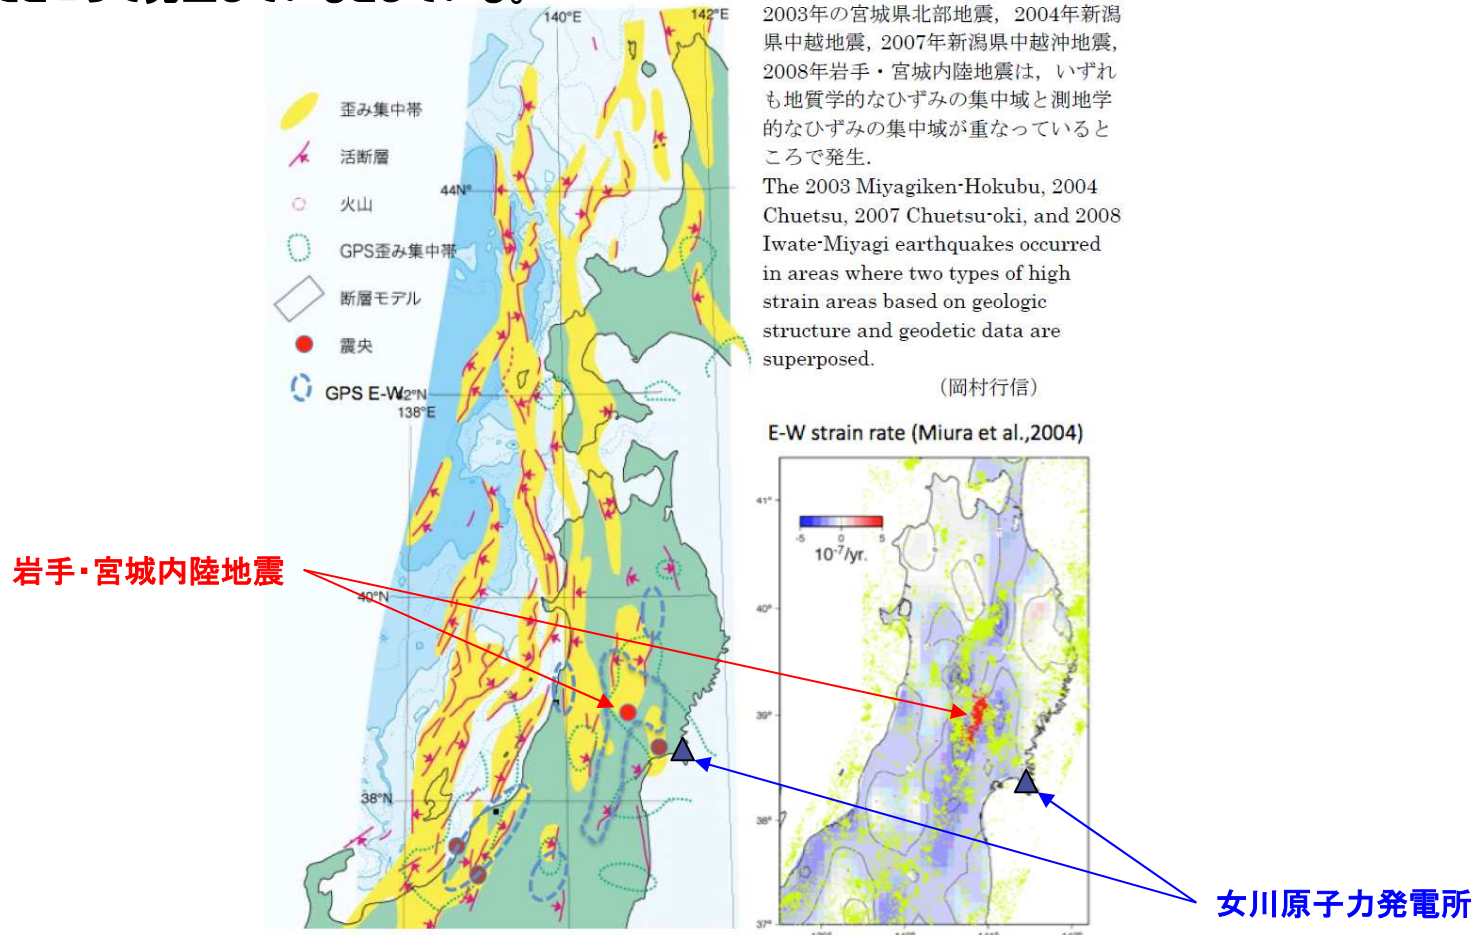 140°E
142°E
歪み集中帯
活断層
火山
GPS歪み集中帯
断層モデル
震央
GPS E-W
44N°
42°N
138°E
40°N
38°N
2003年の宮城県北部地震，2004年新潟
県中越地震，2007年新潟県中越沖地震，
2008年岩手・宮城内陸地震は，いずれ
も地質学的なひずみの集中域と測地学
的なひずみの集中域が重なっていると
ころで発生．
The 2003 Miyagiken-Hokubu, 2004
Chuetsu, 2007 Chuetsu-oki, and 2008
Iwate-Miyagi earthquakes occurred
in areas where two types of high
strain areas based on geologic
structure and geodetic data are
superposed.
（岡村行信）
E-W strain rate (Miura et al.,2004)
41°
-5 0 5
10⁻⁷/yr.
40°
39°
38°
37°
岩手・宮城内陸地震
女川原子力発電所